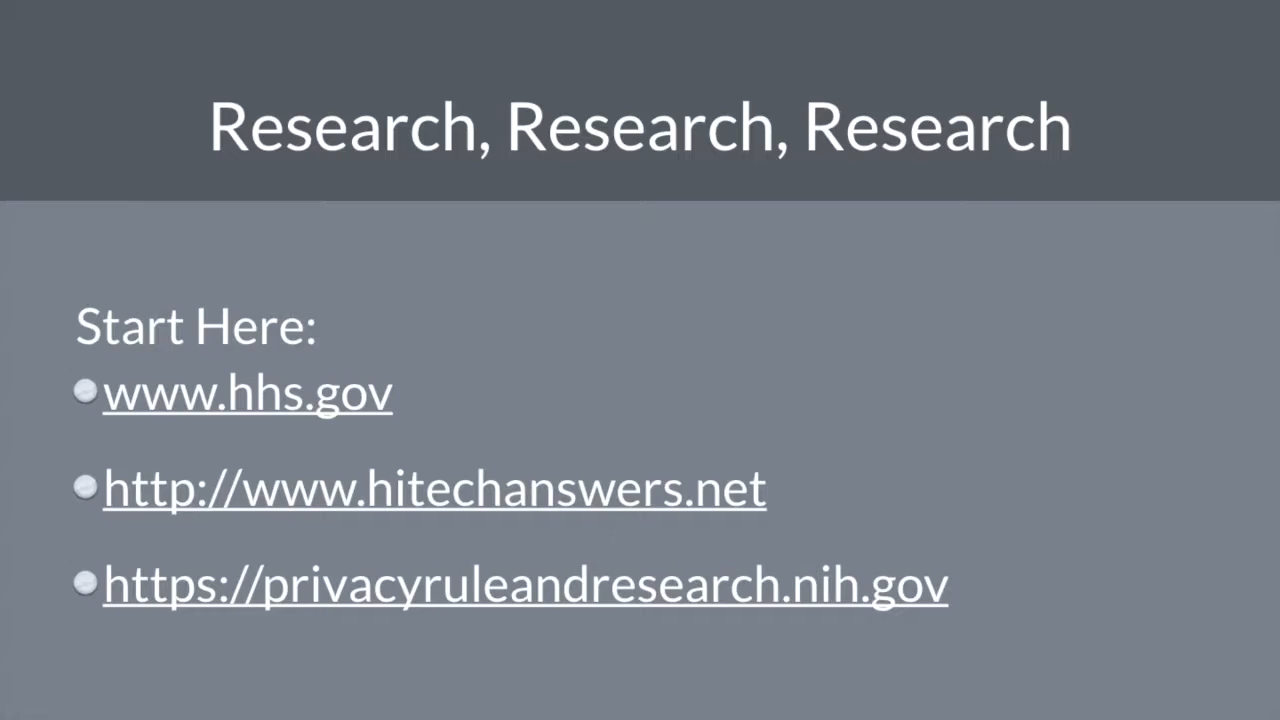 Research, Research, Research
Start Here:
www.hhs.gov
http://www.hitechanswers.net
https://privacyruleandresearch.nih.gov